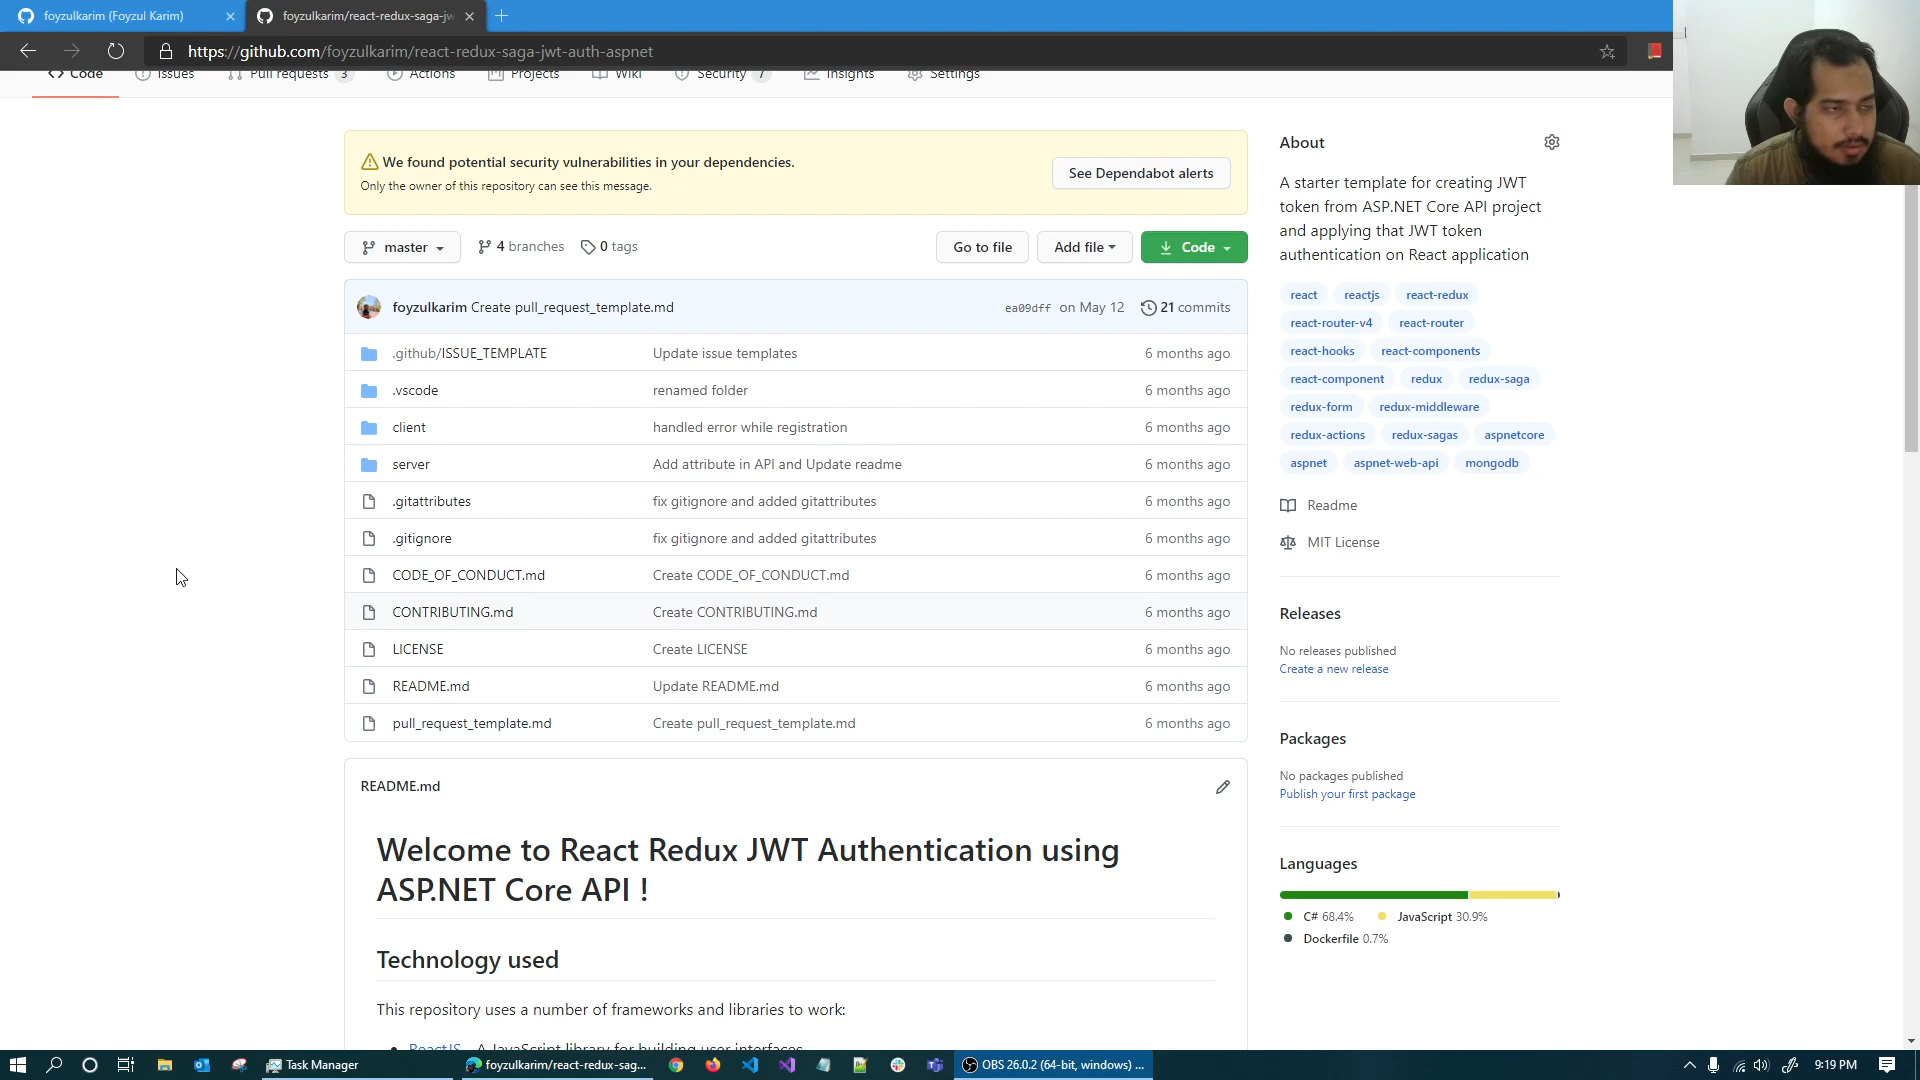 foyzulkarim (Foyzul Karim)
foyzulkarim/react-redux-saga-jw
https://github.com/foyzulkarim/react-redux-saga-jwt-auth-aspnet
Code Issues Pull requests 3 Actions Projects Wiki Security 7 Insights Settings
We found potential security vulnerabilities in your dependencies.
Only the owner of this repository can see this message.
See Dependabot alerts
master 4 branches 0 tags Go to file Add file Code
foyzulkarim Create pull_request_template.md ea09dff on May 12 21 commits
.github/ISSUE_TEMPLATE Update issue templates 6 months ago
.vscode renamed folder 6 months ago
client handled error while registration 6 months ago
server Add attribute in API and Update readme 6 months ago
.gitattributes fix gitignore and added gitattributes 6 months ago
.gitignore fix gitignore and added gitattributes 6 months ago
CODE_OF_CONDUCT.md Create CODE_OF_CONDUCT.md 6 months ago
CONTRIBUTING.md Create CONTRIBUTING.md 6 months ago
LICENSE Create LICENSE 6 months ago
README.md Update README.md 6 months ago
pull_request_template.md Create pull_request_template.md 6 months ago
README.md
Welcome to React Redux JWT Authentication using
ASP.NET Core API !
Technology used
This repository uses a number of frameworks and libraries to work:
ReactJS - A JavaScript library for building user interfaces
About
A starter template for creating JWT
token from ASP.NET Core API project
and applying that JWT token
authentication on React application
react reactjs react-redux
react-router-v4 react-router
react-hooks react-components
react-component redux redux-saga
redux-form redux-middleware
redux-actions redux-sagas aspnetcore
aspnet aspnet-web-api mongodb
Readme
MIT License
Releases
No releases published
Create a new release
Packages
No packages published
Publish your first package
Languages
C# 68.4% JavaScript 30.9%
Dockerfile 0.7%
Task Manager foyzulkarim/react-redux-sag... OBS 26.0.2 (64-bit, windows) ... 9:19 PM